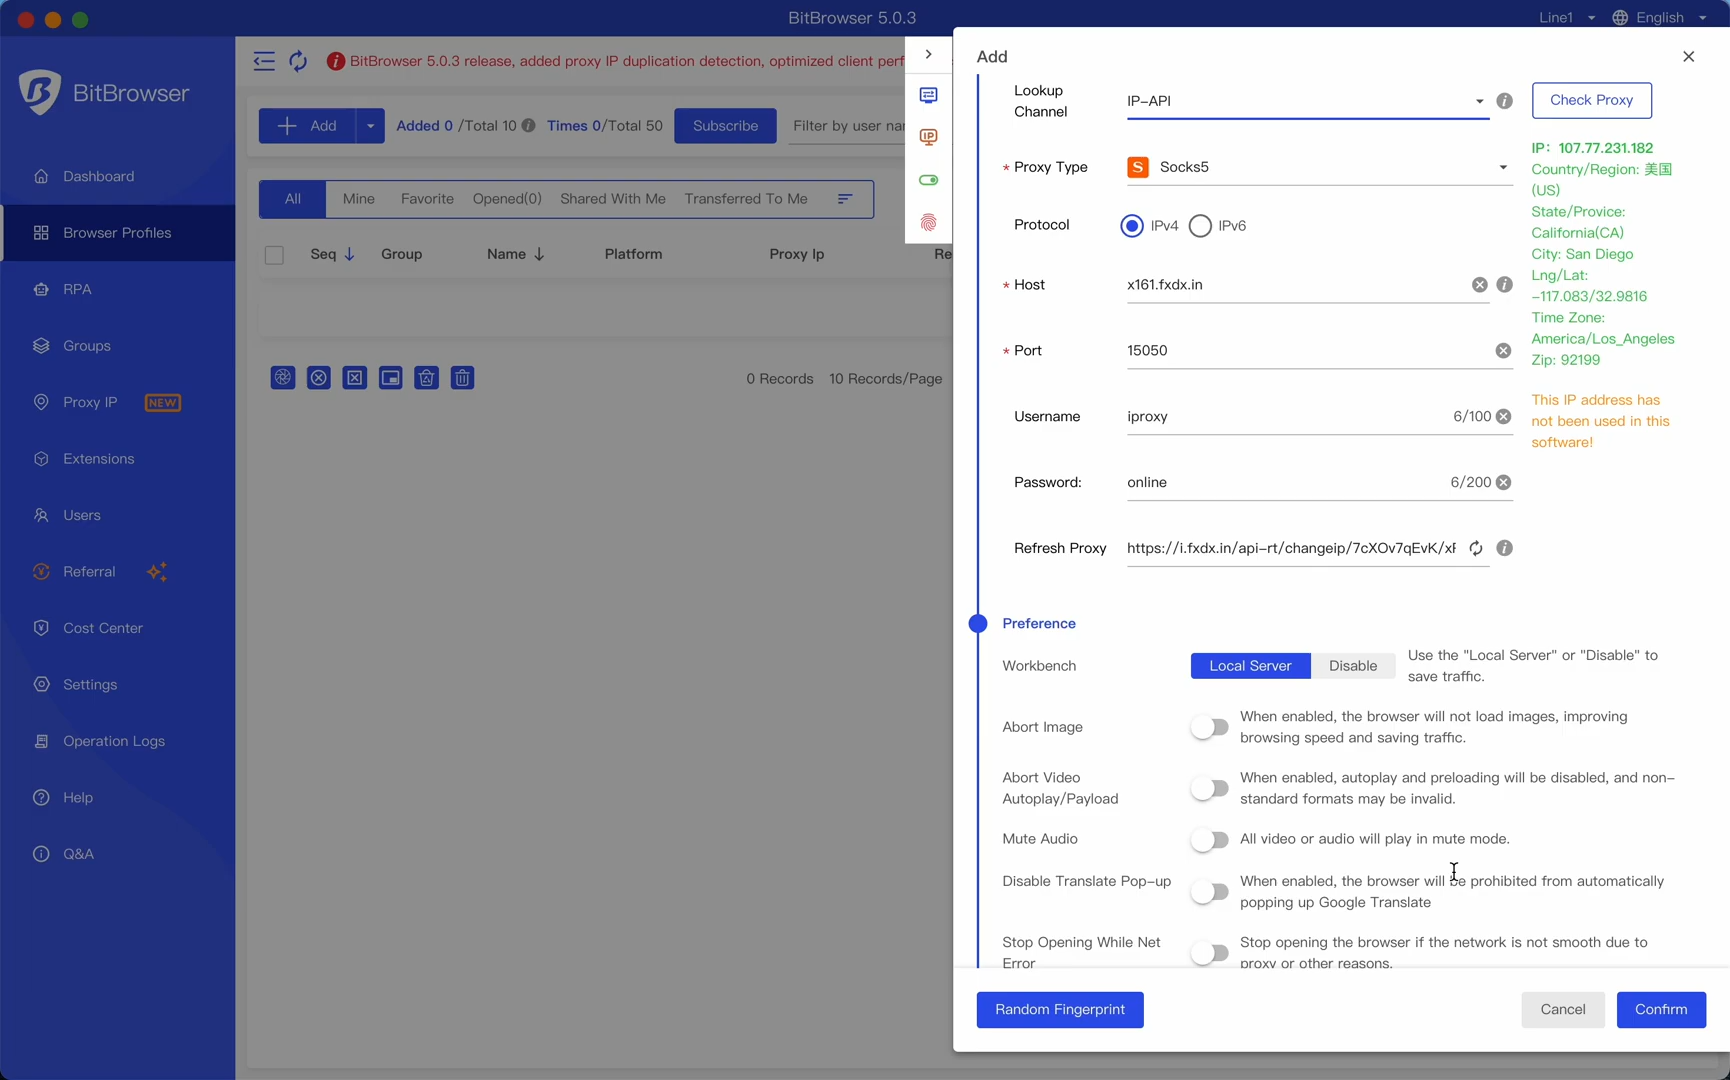 BitBrowser 5.0.3
Line1
English
BitBrowser
Dashboard
Browser Profiles
RPA
Groups
Proxy IP NEW
Extensions
Users
Referral
Cost Center
Settings
Operation Logs
Help
Q&A
BitBrowser 5.0.3 release, added proxy IP duplication detection, optimized client perf
Add
Added 0 /Total 10
Times 0/Total 50
Subscribe
Filter by user nar
All
Mine
Favorite
Opened(0)
Shared With Me
Transferred To Me
Seq
Group
Name
Platform
Proxy Ip
Re
0 Records
10 Records/Page
Add
Lookup
Channel
IP-API
Check Proxy
* Proxy Type
S Socks5
Protocol
IPv4
IPv6
* Host
x161.fxdx.in
* Port
15050
Username
iproxy
6/100
Password:
online
6/200
Refresh Proxy
https://i.fxdx.in/api-rt/changeip/7cXOv7qEvK/xF
IP: 107.77.231.182
Country/Region: 美国
(US)
State/Provice:
California(CA)
City: San Diego
Lng/Lat:
-117.083/32.9816
Time Zone:
America/Los_Angeles
Zip: 92199
This IP address has
not been used in this
software!
Preference
Workbench
Local Server
Disable
Use the "Local Server" or "Disable" to
save traffic.
Abort Image
When enabled, the browser will not load images, improving
browsing speed and saving traffic.
Abort Video
Autoplay/Payload
When enabled, autoplay and preloading will be disabled, and non-
standard formats may be invalid.
Mute Audio
All video or audio will play in mute mode.
Disable Translate Pop-up
When enabled, the browser will be prohibited from automatically
popping up Google Translate
Stop Opening While Net
Error
Stop opening the browser if the network is not smooth due to
proxy or other reasons.
Random Fingerprint
Cancel
Confirm